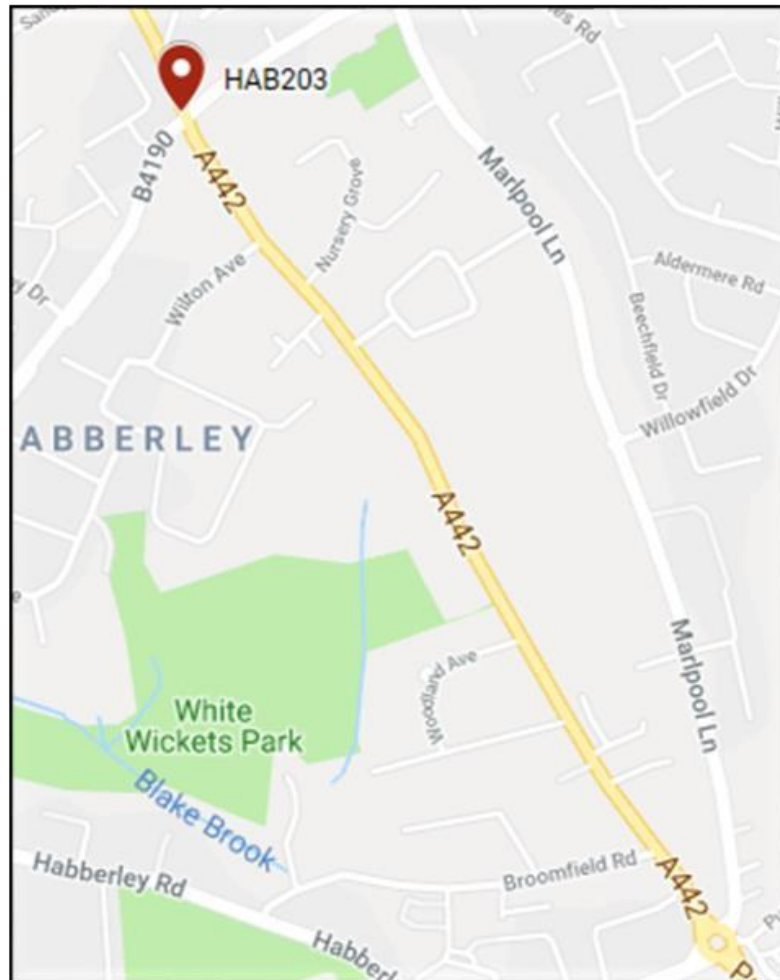 HAB203
B4190
A442
Nursery Grove
Wilton Ave
Marlpool Ln
Aldermere Rd
Beechfield Dr
Willowfield Dr
ABBERLEY
A442
White
Wickets Park
Woodland Ave
Marlpool Ln
Blake Brook
Habberley Rd
Broomfield Rd
A442
Habberl